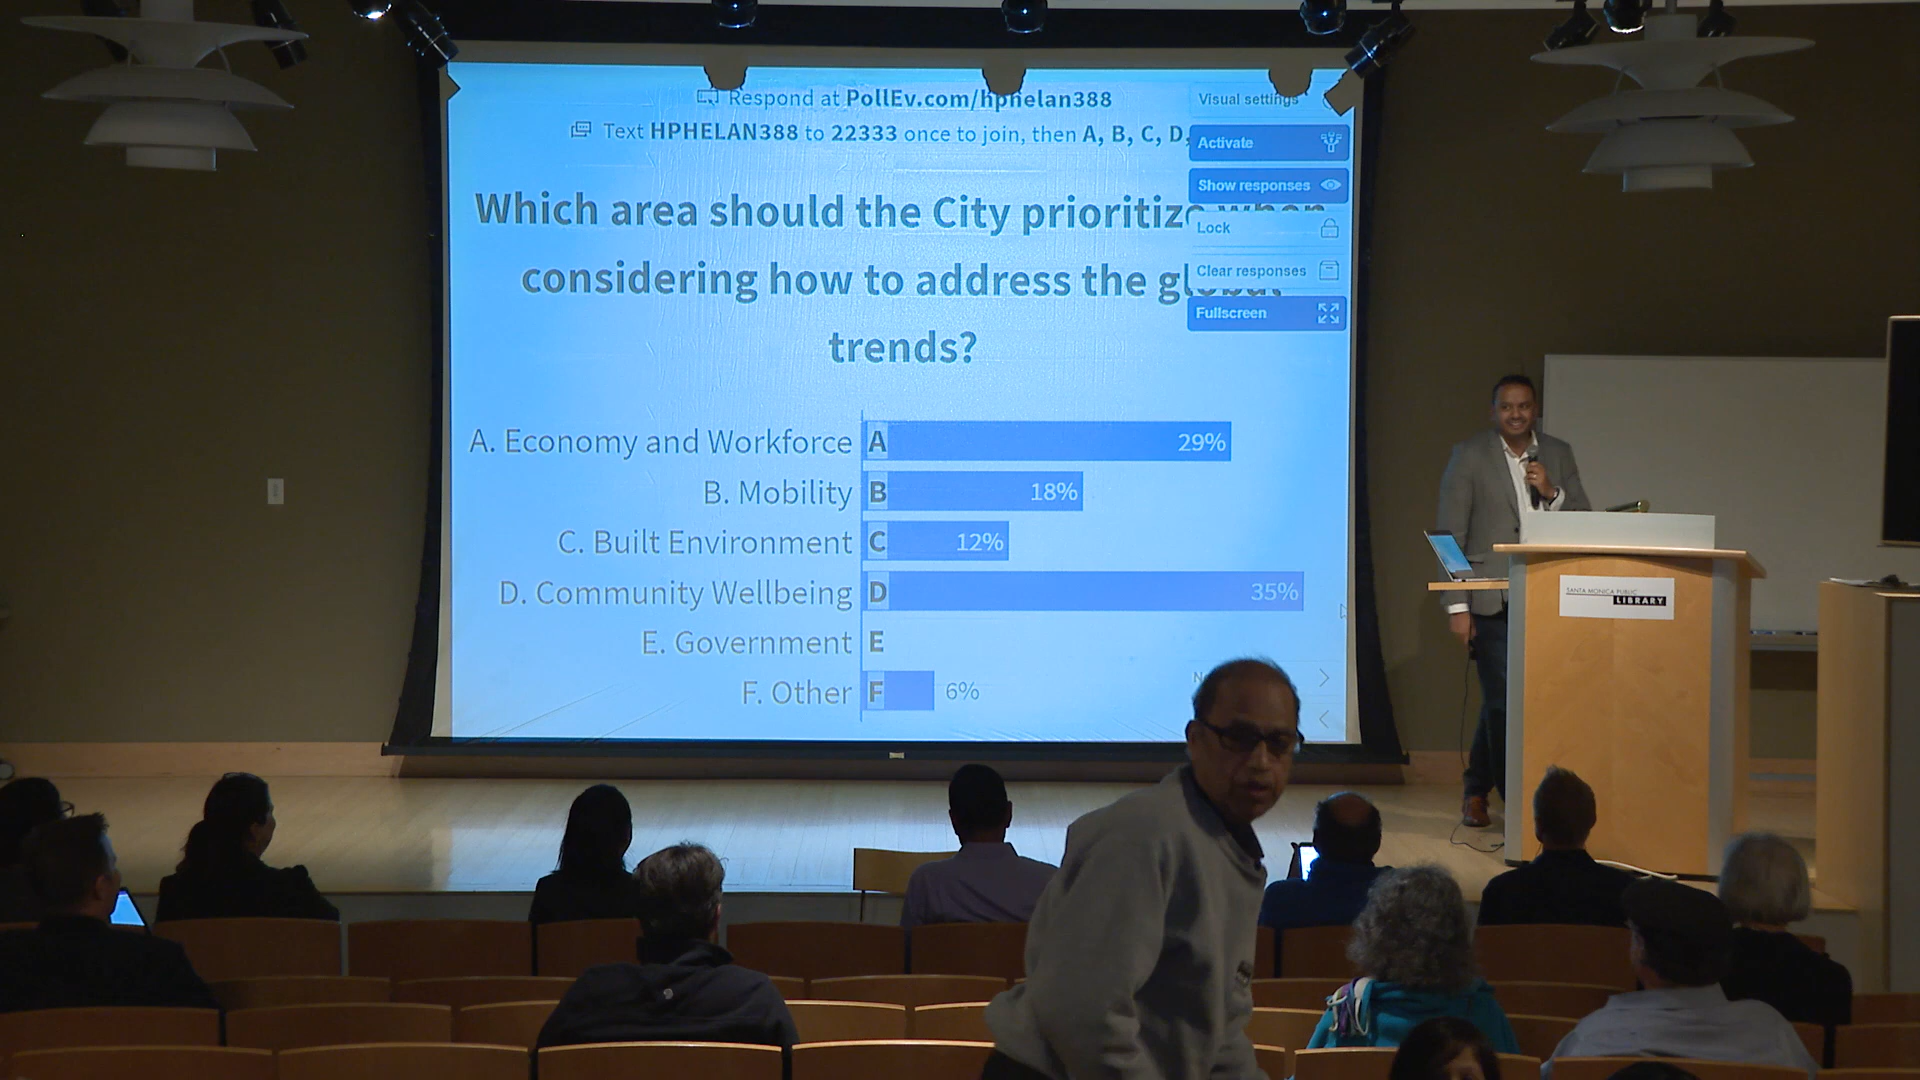 Respond at PollEv.com/hphelan388
Text HPHELAN388 to 22333 once to join, then A, B, C, D,
Visual settings
Activate
Show responses
Lock
Clear responses
Fullscreen
Which area should the City prioritize when
considering how to address the global
trends?
A. Economy and Workforce A 29%
B. Mobility B 18%
C. Built Environment C 12%
D. Community Wellbeing D 35%
E. Government E
F. Other F 6%
SANTA MONICA PUBLIC
LIBRARY